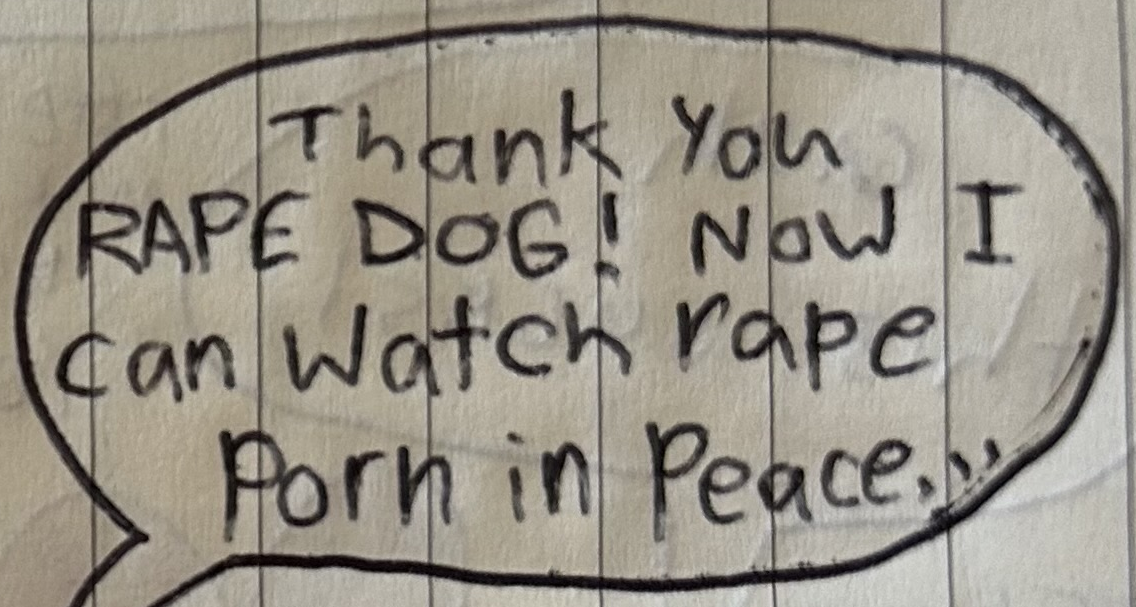 Thank You
RAPE DOG! Now I
can watch rape
Porn in Peace...